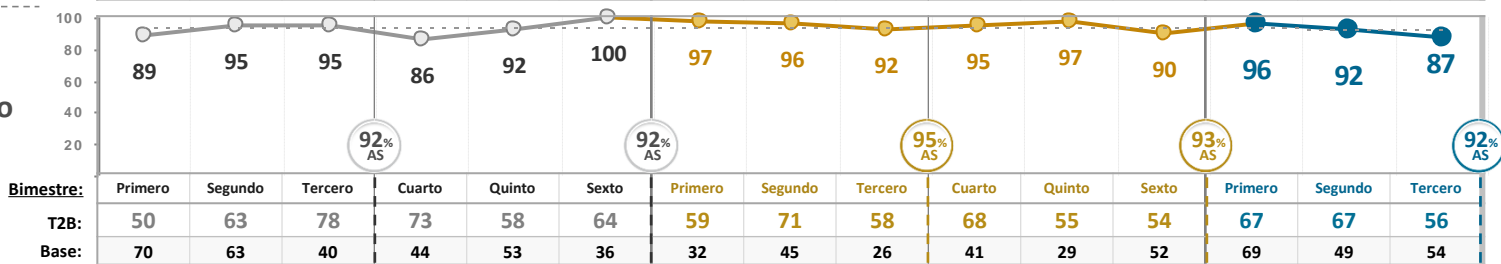 100
80
60
40
20
o
89 95 95 86 92 100 97 96 92 95 97 90 96 92 87
92% AS 92% AS 95% AS 93% AS 92% AS
Bimestre: Primero Segundo Tercero Cuarto Quinto Sexto Primero Segundo Tercero Cuarto Quinto Sexto Primero Segundo Tercero
T2B: 50 63 78 73 58 64 59 71 58 68 55 54 67 67 56
Base: 70 63 40 44 53 36 32 45 26 41 29 52 69 49 54